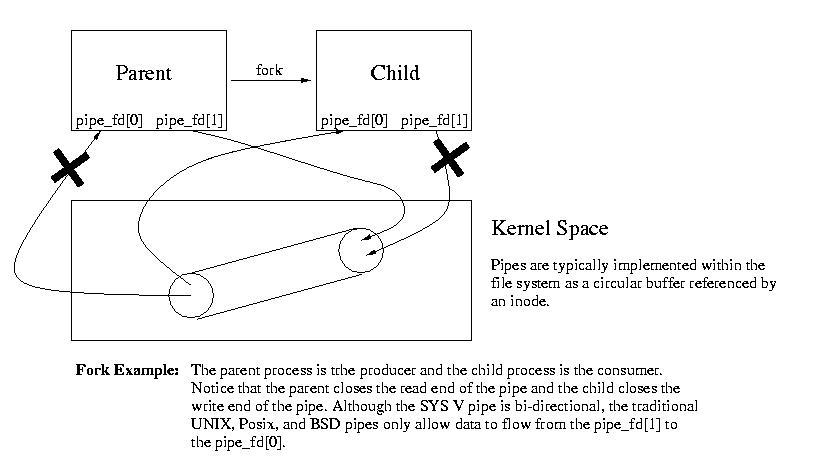 Parent
fork
Child
pipe_fd[0] pipe_fd[1]
pipe_fd[0] pipe_fd[1]
Kernel Space
Pipes are typically implemented within the
file system as a circular buffer referenced by
an inode.
Fork Example: The parent process is trhe producer and the child process is the consumer.
Notice that the parent closes the read end of the pipe and the child closes the
write end of the pipe. Although the SYS V pipe is bi-directional, the traditional
UNIX, Posix, and BSD pipes only allow data to flow from the pipe_fd[1] to
the pipe_fd[0].